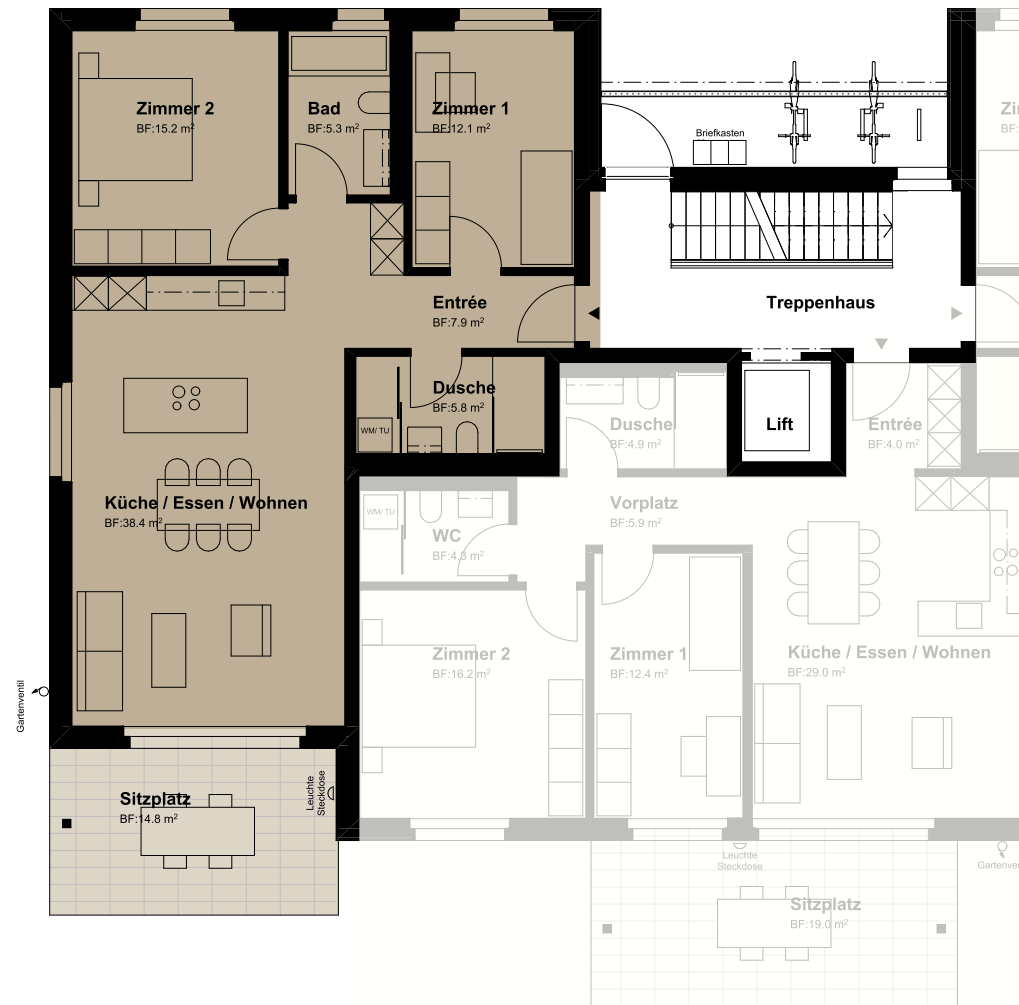 Zimmer 2
BF:15.2 m²
Bad
BF:5.3 m²
Zimmer 1
BF:12.1 m²
Briefkasten
Entrée
BF:7.9 m²
Treppenhaus
Dusche
BF:5.8 m²
WM/ TU
Lift
Dusche
BF:4.9 m²
Entrée
BF:4.0 m²
Küche / Essen / Wohnen
BF:38.4 m²
Vorplatz
BF:5.9 m²
WM/ TU
WC
BF:4.3 m²
Zimmer 2
BF:16.2 m²
Zimmer 1
BF:12.4 m²
Küche / Essen / Wohnen
BF:29.0 m²
Gartenventil
Sitzplatz
BF:14.8 m²
Leuchte
Steckdose
Leuchte
Steckdose
Sitzplatz
BF:19.0 m²